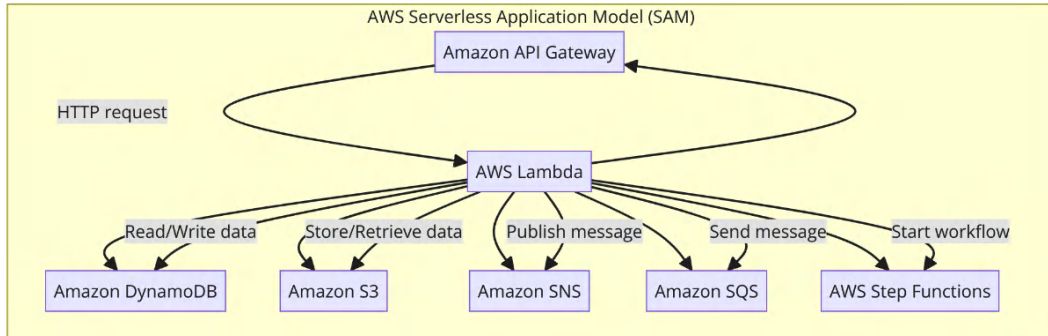 AWS Serverless Application Model (SAM)
Amazon API Gateway
HTTP request
AWS Lambda
Read/Write data
Store/Retrieve data
Publish message
Send message
Start workflow
Amazon DynamoDB
Amazon S3
Amazon SNS
Amazon SQS
AWS Step Functions